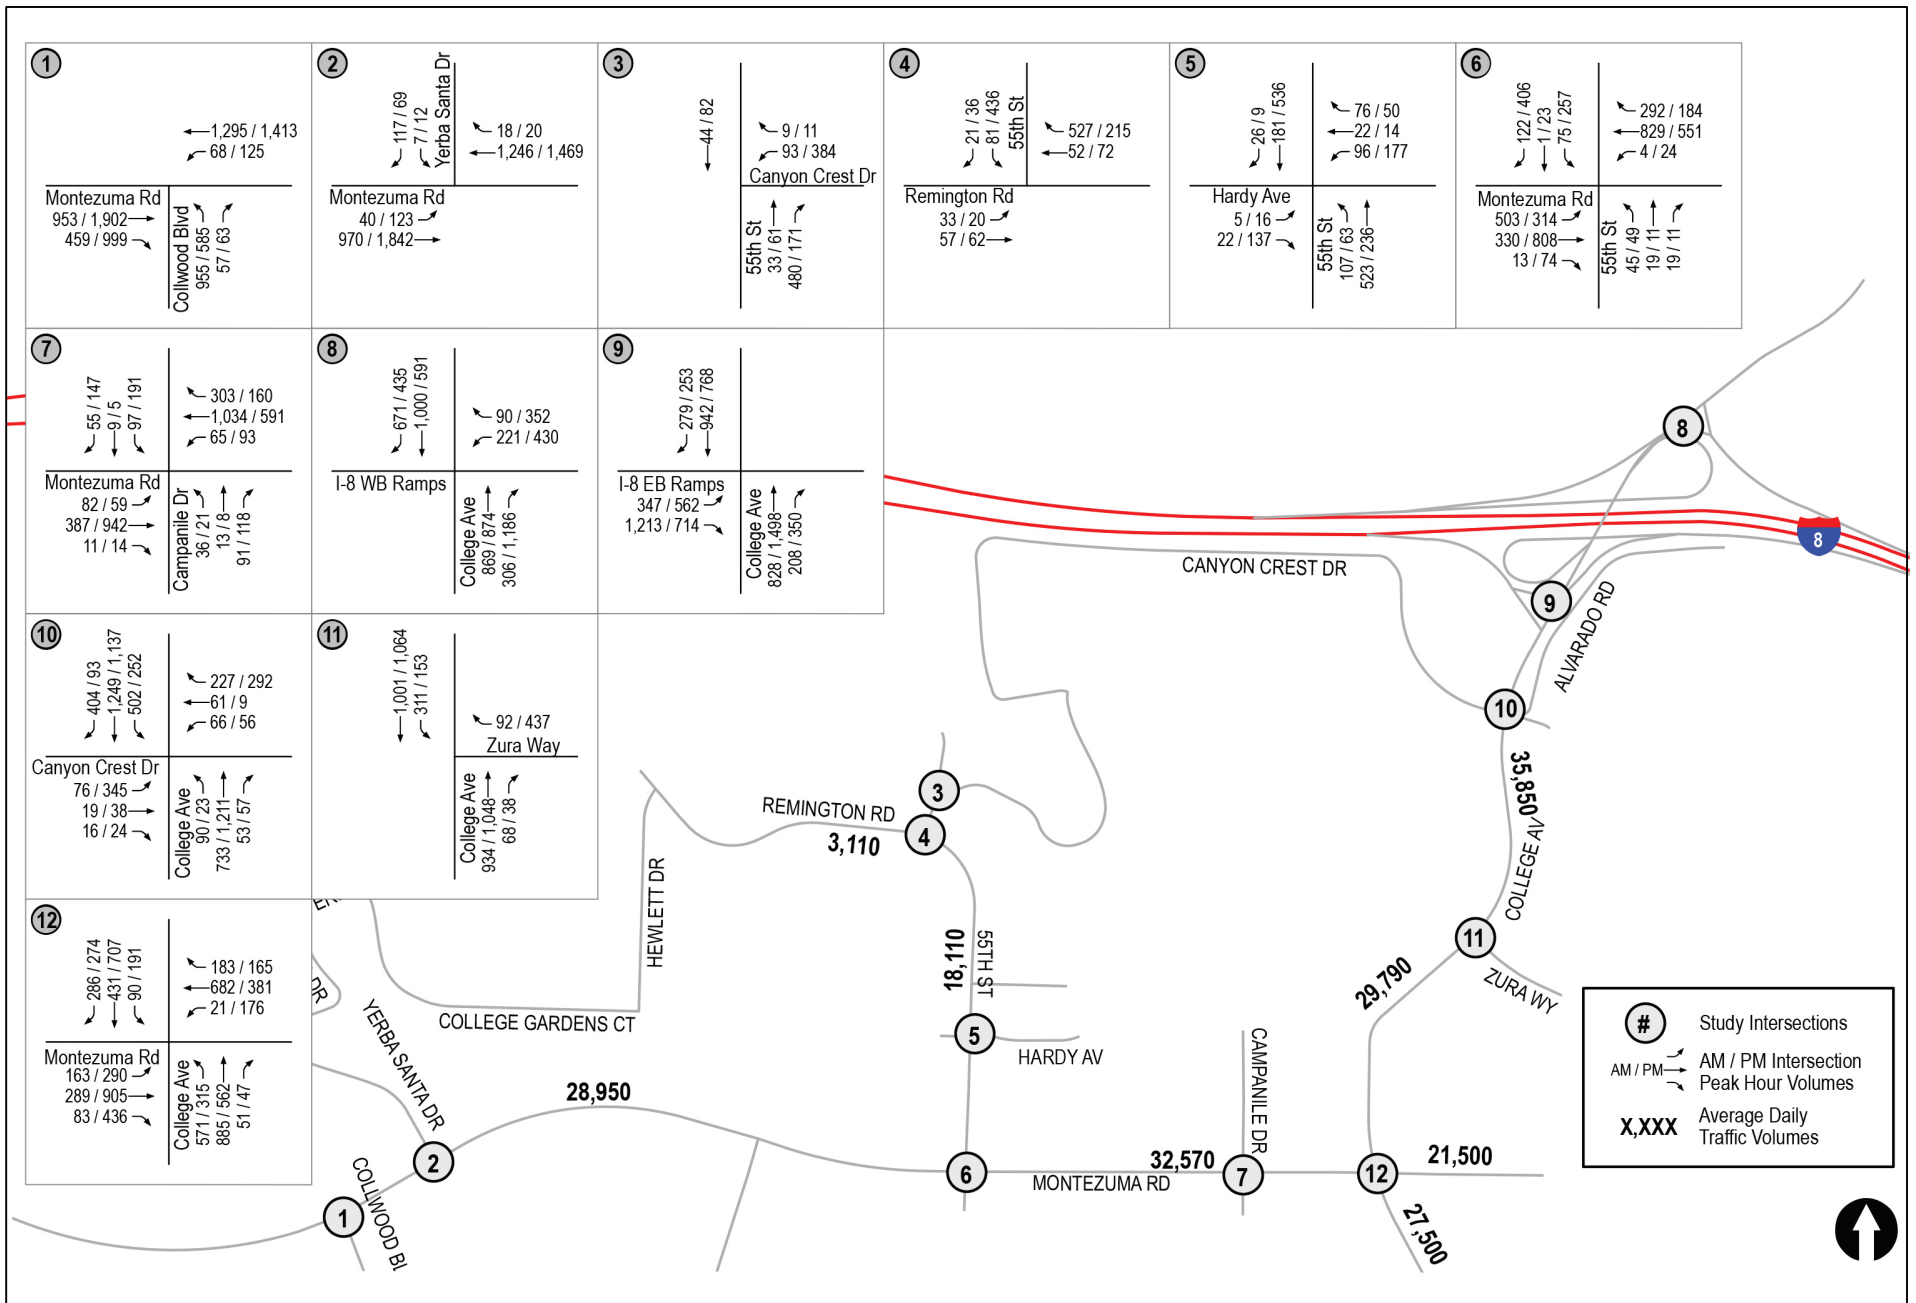 1
1,295 / 1,413
68 / 125
Montezuma Rd
953 / 1,902
459 / 999
Collwood Blvd
955 / 585
57 / 63
2
117 / 69
7 / 12
Yerba Santa Dr
18 / 20
1,246 / 1,469
Montezuma Rd
40 / 123
970 / 1,842
3
44 / 82
9 / 11
93 / 384
Canyon Crest Dr
55th St
33 / 61
480 / 171
4
21 / 36
81 / 436
55th St
527 / 215
52 / 72
Remington Rd
33 / 20
57 / 62
5
26 / 9
181 / 536
76 / 50
22 / 14
96 / 177
Hardy Ave
5 / 16
22 / 137
55th St
107 / 63
523 / 236
6
122 / 406
1 / 23
75 / 257
292 / 184
829 / 551
4 / 24
Montezuma Rd
503 / 314
330 / 808
13 / 74
55th St
45 / 49
19 / 11
19 / 11
7
55 / 147
9 / 5
97 / 191
303 / 160
1,034 / 591
65 / 93
Montezuma Rd
82 / 59
387 / 942
11 / 14
Campanile Dr
36 / 21
13 / 8
91 / 118
8
671 / 435
1,000 / 591
90 / 352
221 / 430
I-8 WB Ramps
College Ave
869 / 874
306 / 1,186
9
279 / 253
942 / 768
I-8 EB Ramps
347 / 562
1,213 / 714
College Ave
828 / 1,498
208 / 350
10
404 / 93
1,249 / 1,137
502 / 252
227 / 292
61 / 9
66 / 56
Canyon Crest Dr
76 / 345
19 / 38
16 / 24
College Ave
90 / 23
733 / 1,211
53 / 57
11
1,001 / 1,064
311 / 153
92 / 437
Zura Way
College Ave
934 / 1,048
68 / 38
12
286 / 274
431 / 707
90 / 191
183 / 165
682 / 381
21 / 176
Montezuma Rd
163 / 290
289 / 905
83 / 436
College Ave
571 / 315
885 / 562
51 / 47
8
8
CANYON CREST DR
9
ALVARADO RD
10
35,850
COLLEGE AV
3
REMINGTON RD
3,110
4
HEWLETT DR
18,110
55TH ST
11
29,790
ZURA WY
DR
YERBA SANTA DR
COLLEGE GARDENS CT
5
HARDY AV
CAMPANILE DR
28,950
2
6
32,570
MONTEZUMA RD
7
12
21,500
27,500
1
COLLWOOD Bl
# Study Intersections
AM / PM
AM / PM Intersection
Peak Hour Volumes
X,XXX
Average Daily
Traffic Volumes